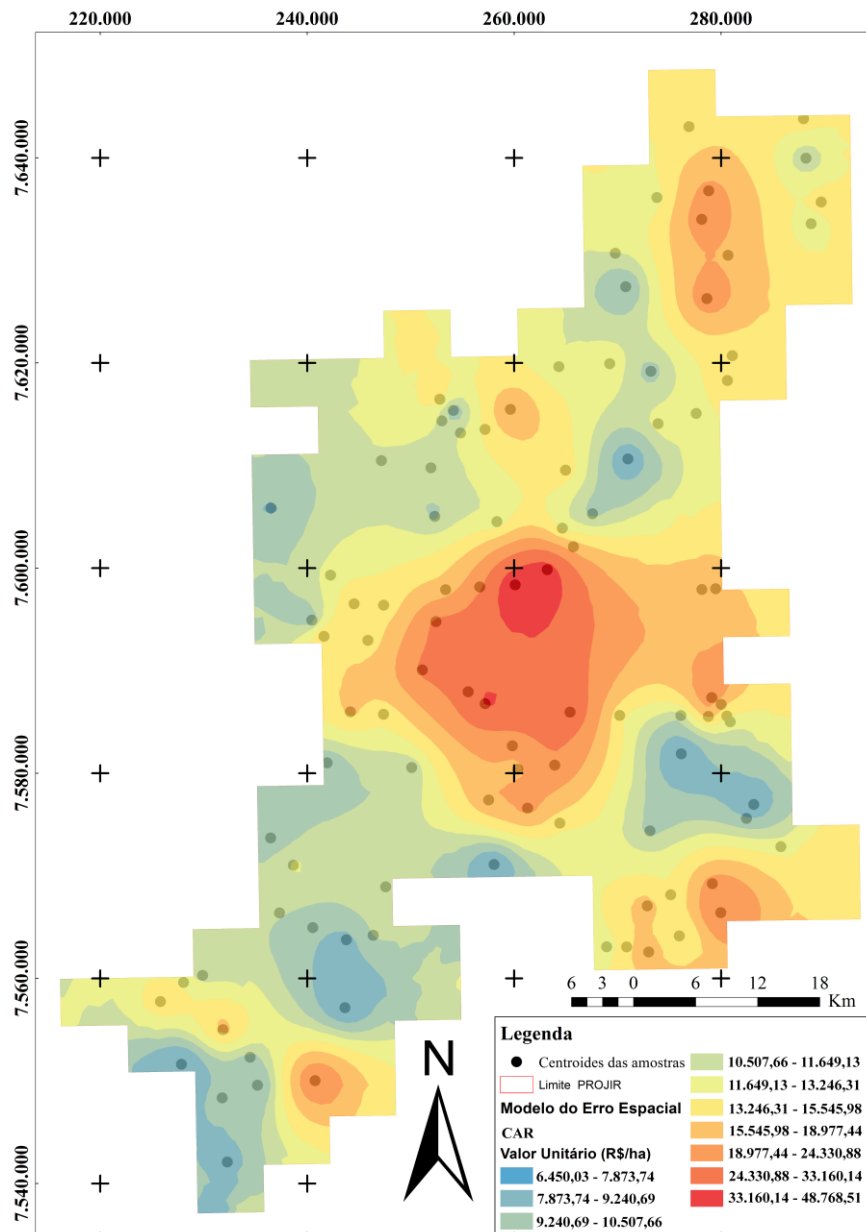 220.000 240.000 260.000 280.000
7.640.000
7.620.000
7.600.000
7.580.000
7.560.000
7.540.000
6 3 0 6 12 18
Km
N
Legenda
Centroides das amostras
Limite PROJIR
Modelo do Erro Espacial
CAR
Valor Unitário (R$/ha)
6.450,03 - 7.873,74
7.873,74 - 9.240,69
9.240,69 - 10.507,66
10.507,66 - 11.649,13
11.649,13 - 13.246,31
13.246,31 - 15.545,98
15.545,98 - 18.977,44
18.977,44 - 24.330,88
24.330,88 - 33.160,14
33.160,14 - 48.768,51